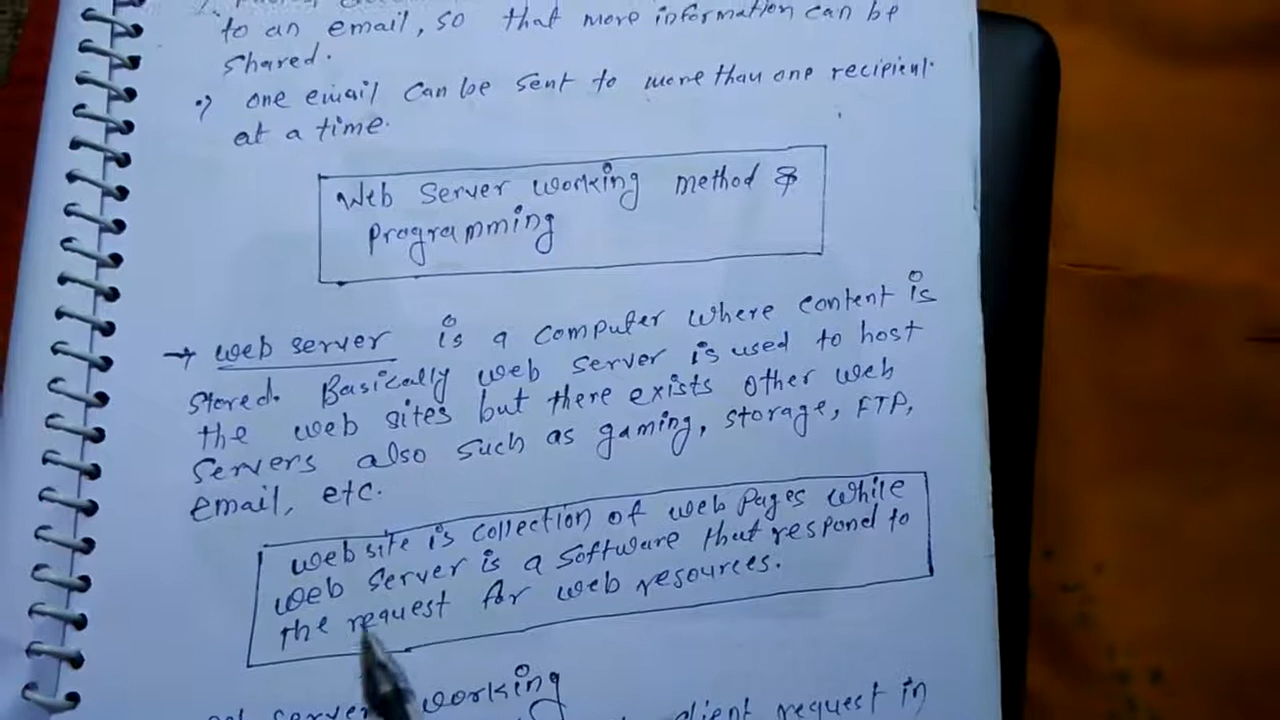 to an email, so that more information can be
shared.
one email can be sent to more than one recipient.
at a time.
Web server working method &
programming
→ web server is a computer where content is
stored. Basically web server is used to host
the web sites but there exists other web
servers also such as gaming, storage, FTP,
email, etc.
website is collection of web pages while
web server is a software that respond to
the request for web resources.
server working
client request in